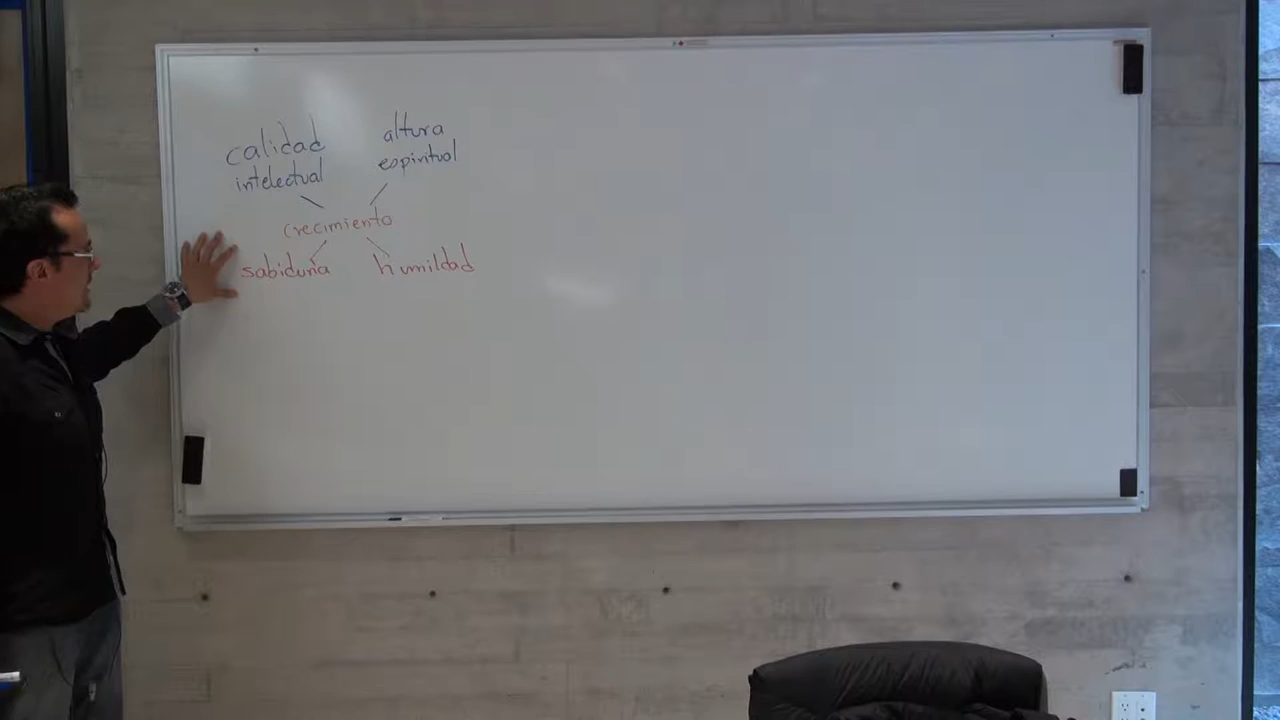 calidad
intelectual
altura
espiritual
crecimiento
sabiduría
humildad